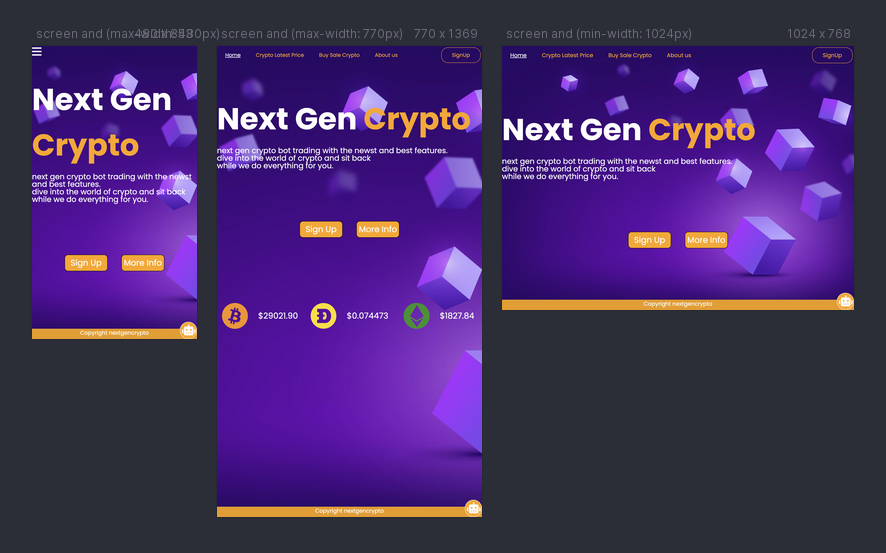 screen and (max-width: 480px)
screen and (max-width: 770px) 770 x 1369
screen and (min-width: 1024px) 1024 x 768
Next Gen
Crypto
next gen crypto bot trading with the newst
and best features.
dive into the world of crypto and sit back
while we do everything for you.
Sign Up More Info
Copyright nextgencrypto
Home Crypto Latest Price Buy Sale Crypto About us SignUp
Next Gen Crypto
next gen crypto bot trading with the newst and best features.
dive into the world of crypto and sit back
while we do everything for you.
Sign Up More Info
$29021.90 $0.074473 $1827.84
Copyright nextgencrypto
Home Crypto Latest Price Buy Sale Crypto About us SignUp
Next Gen Crypto
next gen crypto bot trading with the newst and best features.
dive into the world of crypto and sit back
while we do everything for you.
Sign Up More Info
Copyright nextgencrypto